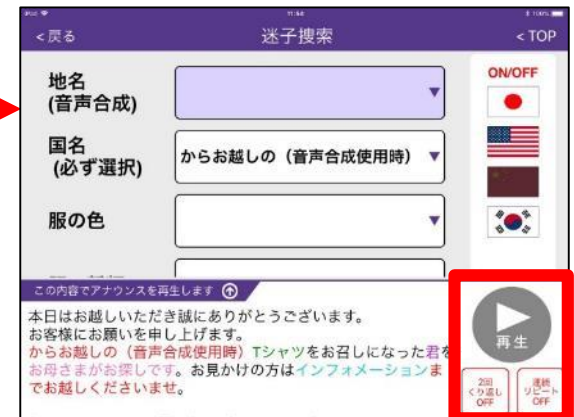 11:56
100%
<戻る
迷子捜索
< TOP
地名
(音声合成)
ON/OFF
国名
(必ず選択)
からお越しの(音声合成使用時)
服の色
この内容でアナウンスを再生します
本日はお越しいただき誠にありがとうございます。
お客様にお願いを申し上げます。
からお越しの(音声合成使用時)Tシャツをお召しになった君を
お母さまがお探しです。お見かけの方はインフォメーションま
でお越しくださいませ。
再生
2回
くり返し
OFF
連続
リピート
OFF